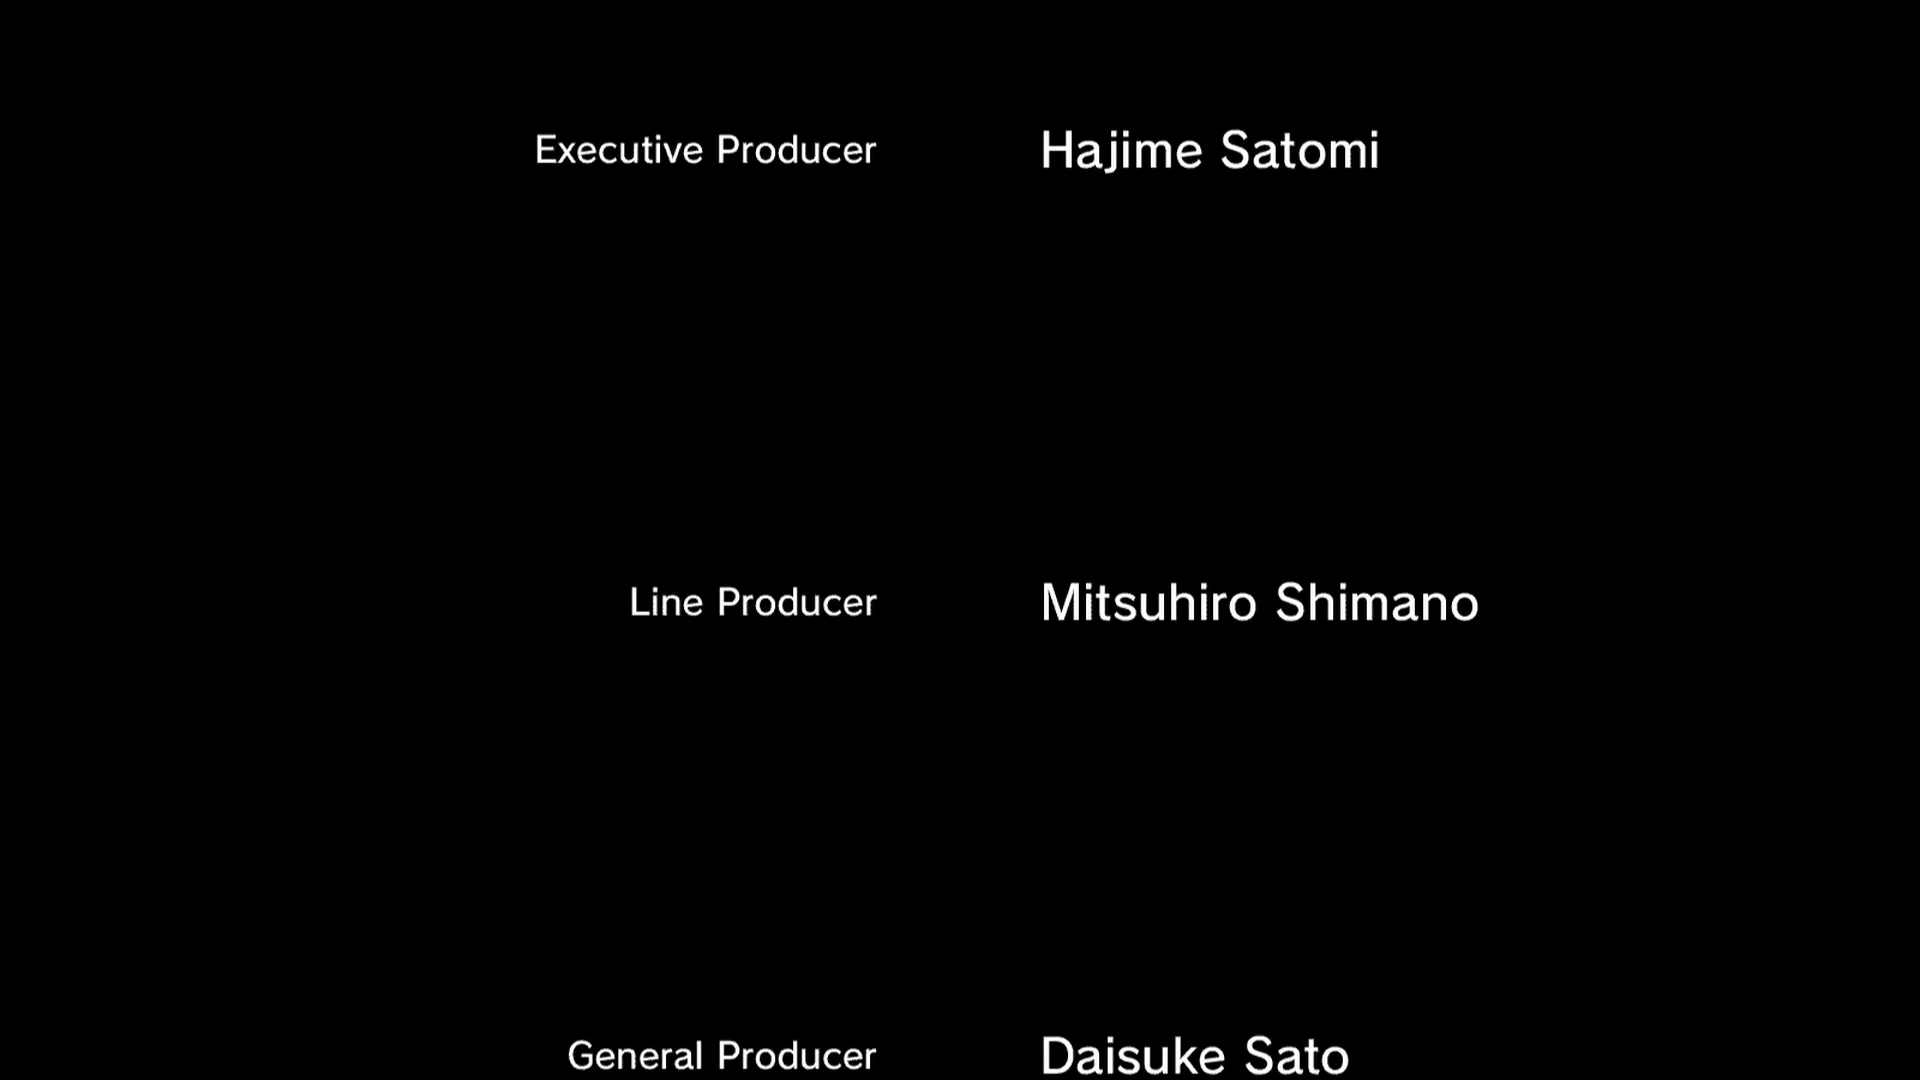 Executive Producer Hajime Satomi
Line Producer Mitsuhiro Shimano
General Producer Daisuke Sato